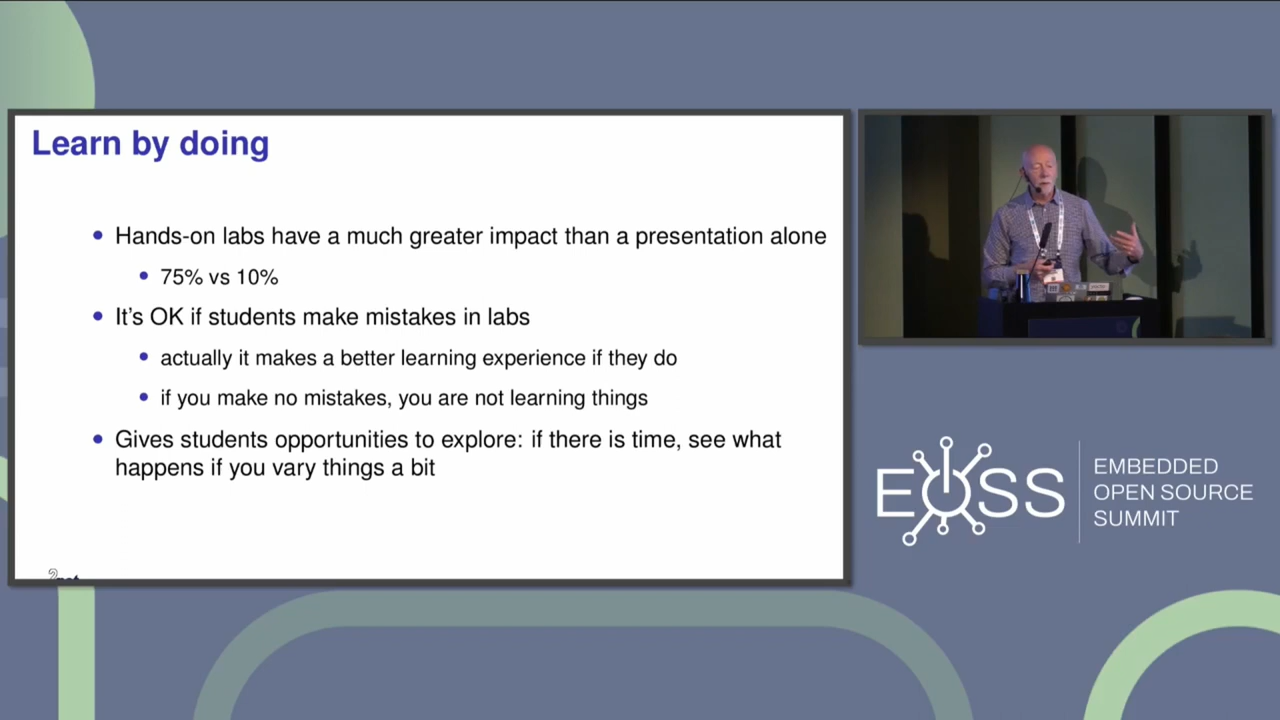 Learn by doing
Hands-on labs have a much greater impact than a presentation alone
75% vs 10%
It's OK if students make mistakes in labs
actually it makes a better learning experience if they do
if you make no mistakes, you are not learning things
Gives students opportunities to explore: if there is time, see what
happens if you vary things a bit
EOSS
EMBEDDED
OPEN SOURCE
SUMMIT